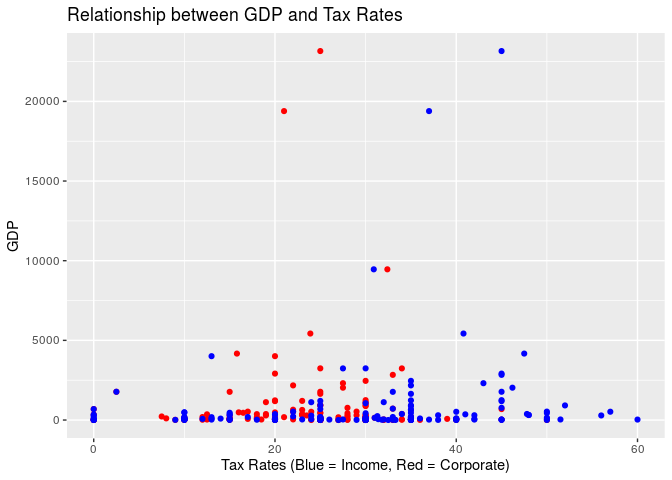 Relationship between GDP and Tax Rates
20000
15000
10000
5000
0
GDP
0 20 40 60
Tax Rates (Blue = Income, Red = Corporate)